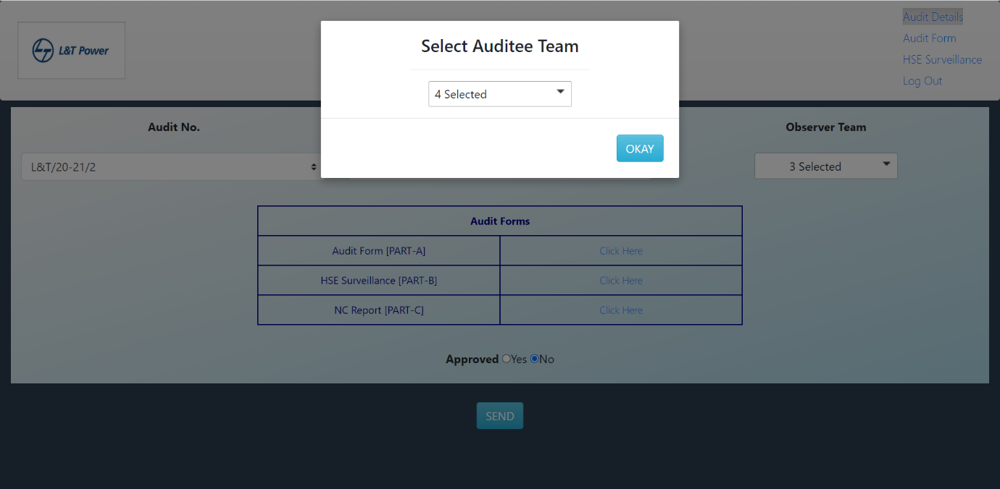 L&T Power
Audit Details
Audit Form
HSE Surveillance
Log Out
Select Auditee Team
4 Selected
OKAY
Audit No.
Observer Team
L&T/20-21/2
3 Selected
Audit Forms
Audit Form [PART-A] Click Here
HSE Surveillance [PART-B] Click Here
NC Report [PART-C] Click Here
Approved Yes No
SEND